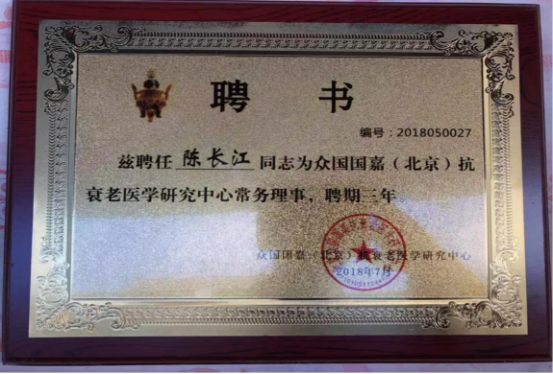 聘 书
编号：2018050027
兹聘任 陈长江 同志为众国国嘉（北京）抗
衰老医学研究中心常务理事，聘期三年。
众国国嘉（北京）抗衰老医学研究中心
2018年7月